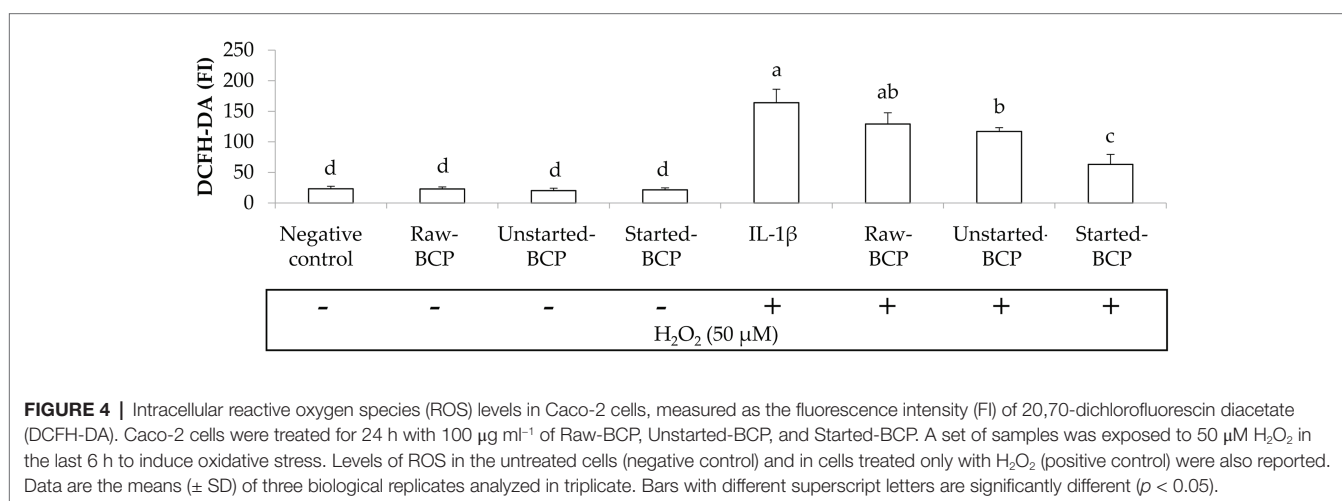 DCFH-DA (FI)
250
200
150
100
50
0
d d d d a ab b c
Negative control Raw-BCP Unstarted-BCP Started-BCP IL-1β Raw-BCP Unstarted-BCP Started-BCP
- - - - + + + +
H₂O₂ (50 μM)
FIGURE 4 | Intracellular reactive oxygen species (ROS) levels in Caco-2 cells, measured as the fluorescence intensity (FI) of 20,70-dichlorofluorescin diacetate
(DCFH-DA). Caco-2 cells were treated for 24 h with 100 μg ml⁻¹ of Raw-BCP, Unstarted-BCP, and Started-BCP. A set of samples was exposed to 50 μM H₂O₂ in
the last 6 h to induce oxidative stress. Levels of ROS in the untreated cells (negative control) and in cells treated only with H₂O₂ (positive control) were also reported.
Data are the means (± SD) of three biological replicates analyzed in triplicate. Bars with different superscript letters are significantly different (p < 0.05).